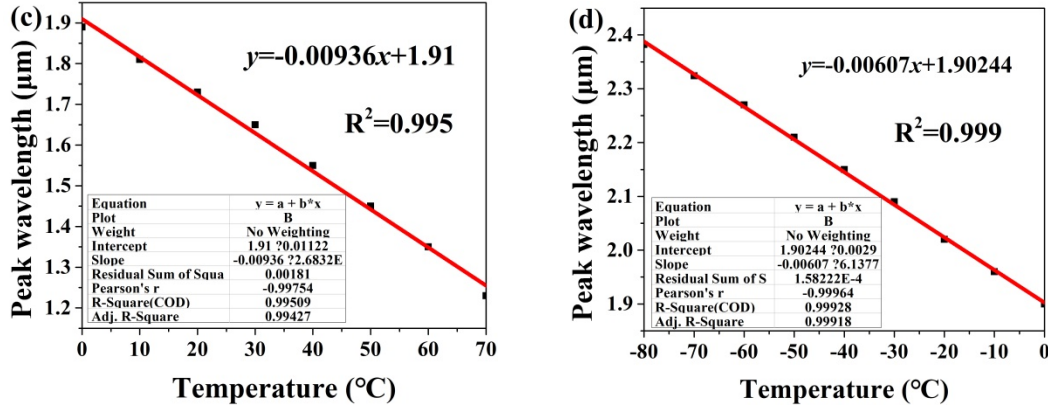 (c)
y=-0.00936x+1.91
R²=0.995
Peak wavelength (μm)
1.9
1.8
1.7
1.6
1.5
1.4
1.3
1.2
Equation y = a + b*x
Plot B
Weight No Weighting
Intercept 1.91 ?0.01122
Slope -0.00936 ?2.6832E
Residual Sum of Squa 0.00181
Pearson's r -0.99754
R-Square(COD) 0.99509
Adj. R-Square 0.99427
0 10 20 30 40 50 60 70
Temperature (°C)
(d)
y=-0.00607x+1.90244
R²=0.999
Peak wavelength (μm)
2.4
2.3
2.2
2.1
2.0
1.9
Equation y = a + b*x
Plot B
Weight No Weighting
Intercept 1.90244 ?0.0029
Slope -0.00607 ?6.1377
Residual Sum of S 1.58222E-4
Pearson's r -0.99964
R-Square(COD) 0.99928
Adj. R-Square 0.99918
-80 -70 -60 -50 -40 -30 -20 -10 0
Temperature (°C)